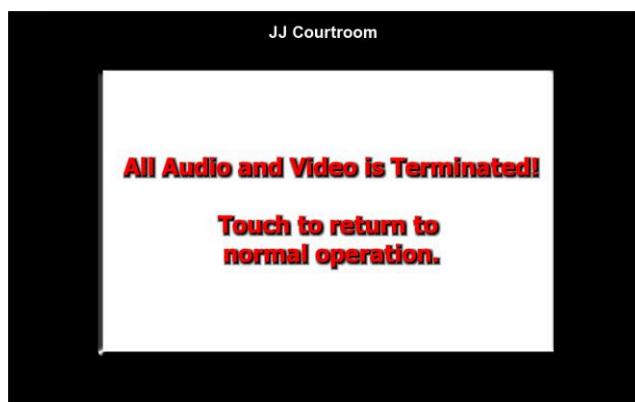 JJ Courtroom
All Audio and Video is Terminated!
Touch to return to
normal operation.